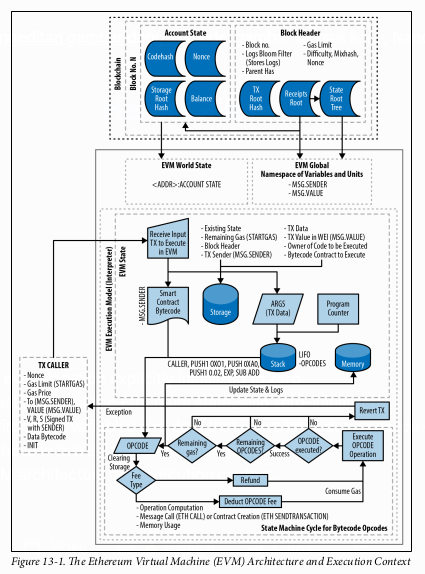 Blockchain
Block No. N
Account State
Codehash
Nonce
Storage
Root
Hash
Balance
Block Header
- Block no.
- Logs Bloom Filter
(Stores Logs)
- Parent Has
- Gas Limit
- Difficulty, Mixhash,
Nonce
TX
Root
Hash
Receipts
Root
State
Root
Tree
EVM World State
<ADDR>:ACCOUNT STATE
EVM Global
Namespace of Variables and Units
- MSG.SENDER
- MSG.VALUE
EVM Execution Model (Interpreter)
EVM State
Receive Input
TX to Execute
in EVM
- Existing State
- Remaining Gas (STARTGAS)
- Block Header
- TX Sender (MSG.SENDER)
- TX Data
- TX Value in WEI (MSG.VALUE)
- Owner of Code to be Executed
- Bytecode Contract to Execute
- MSG.SENDER
Smart
Contract
Bytecode
Storage
ARGS
(TX Data)
Program
Counter
CALLER, PUSH1 0X01, PUSH 0XA0,
PUSH1 0.02, EXP, SUB ADD
Stack
LIFO
-OPCODES
Memory
Update State & Logs
TX CALLER
- Nonce
- Gas Limit (STARTGAS)
- Gas Price
- To (MSG.SENDER),
VALUE (MSG.VALUE)
- V, R, S (Signed TX
with SENDER)
- Data Bytecode
- INIT
Exception
Revert TX
No
No
No
OPCODE
Yes
Remaining
gas?
Yes
Remaining
OPCODES?
Success
OPCODE
executed?
Execute
OPCODE
Operation
Clearing
Storage
Fee
Type
Refund
Consume Gas
Deduct OPCODE Fee
- Operation Computation
- Message Call (ETH CALL) or Contract Creation (ETH SENDTRANSACTION)
- Memory Usage
State Machine Cycle for Bytecode Opcodes
Figure 13-1. The Ethereum Virtual Machine (EVM) Architecture and Execution Context